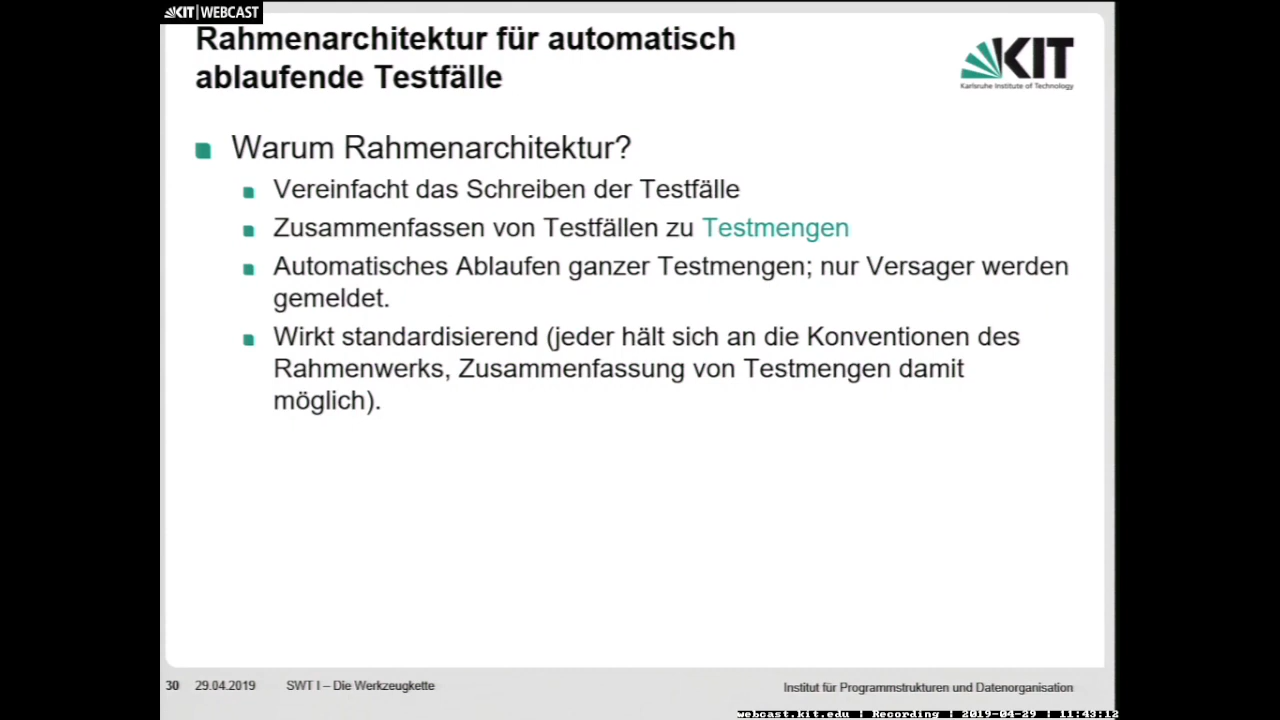 KIT | WEBCAST
Rahmenarchitektur für automatisch
ablaufende Testfälle
KIT
Karlsruhe Institute of Technology
Warum Rahmenarchitektur?
Vereinfacht das Schreiben der Testfälle
Zusammenfassen von Testfällen zu Testmengen
Automatisches Ablaufen ganzer Testmengen; nur Versager werden
gemeldet.
Wirkt standardisierend (jeder hält sich an die Konventionen des
Rahmenwerks, Zusammenfassung von Testmengen damit
möglich).
30 29.04.2019 SWT I – Die Werkzeugkette
Institut für Programmstrukturen und Datenorganisation
webcast.kit.edu | Recording | 2019-04-29 | 11:43:12